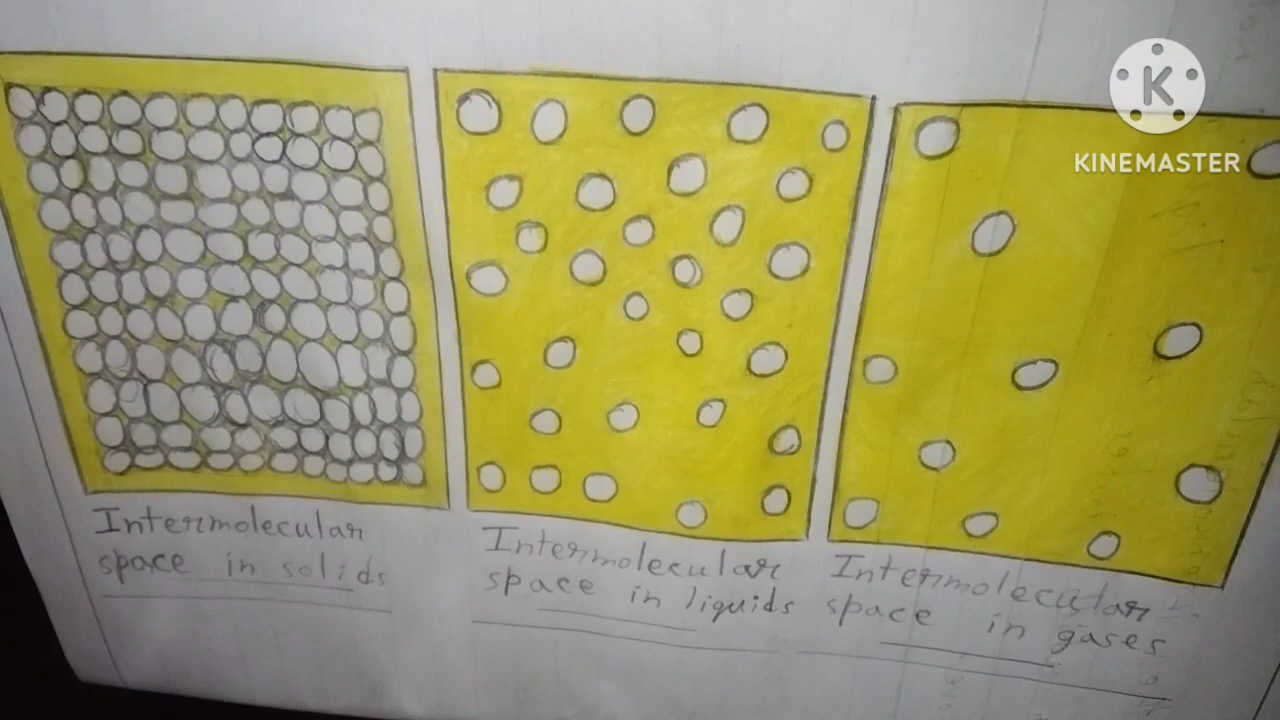 K
KINEMASTER
Intermolecular
space in solids
Intermolecular
space in liquids
Intermolecular
space in gases